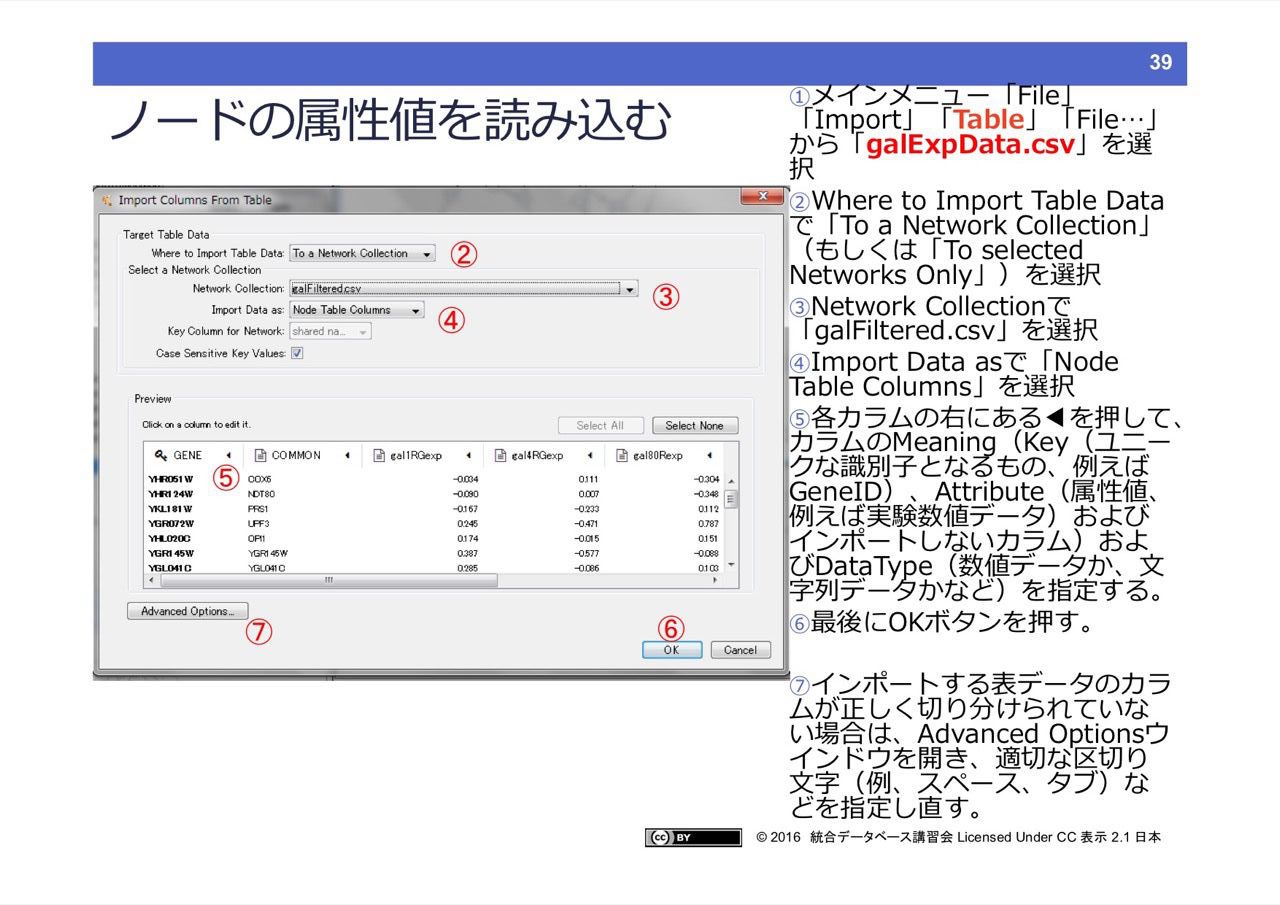 39
ノードの属性値を読み込む
Import Columns From Table
Target Table Data
Where to Import Table Data: To a Network Collection
②
Select a Network Collection
Network Collection: galFiltered.csv
③
Import Data as: Node Table Columns
④
Key Column for Network: shared na...
Case Sensitive Key Values:
Preview
Click on a column to edit it.
Select All Select None
GENE COMMON gal1RGexp gal4RGexp gal80Rexp
⑤
YHR051W COX6 -0.034 0.111 -0.304
YHR124W NDT80 -0.090 0.007 -0.348
YKL181W PRS1 -0.167 -0.233 0.112
YGR072W UPF3 0.245 -0.471 0.787
YHL020C OPI1 0.174 -0.015 0.151
YGR145W YGR145W 0.387 -0.577 -0.088
YGL041C YGL041C 0.285 -0.086 0.103
Advanced Options...
⑦
⑥
OK Cancel
①メインメニュー「File」
「Import」「Table」「File…」
から「galExpData.csv」を選
択
②Where to Import Table Data
で「To a Network Collection」
（もしくは「To selected
Networks Only」）を選択
③Network Collectionで
「galFiltered.csv」を選択
④Import Data asで「Node
Table Columns」を選択
⑤各カラムの右にある◀を押して、
カラムのMeaning（Key（ユニー
クな識別子となるもの、例えば
GeneID）、Attribute（属性値、
例えば実験数値データ）および
インポートしないカラム）およ
びDataType（数値データか、文
字列データかなど）を指定する。
⑥最後にOKボタンを押す。
⑦インポートする表データのカラ
ムが正しく切り分けられていな
い場合は、Advanced Optionsウ
インドウを開き、適切な区切り
文字（例、スペース、タブ）な
どを指定し直す。
cc BY © 2016 統合データベース講習会 Licensed Under CC 表示 2.1 日本